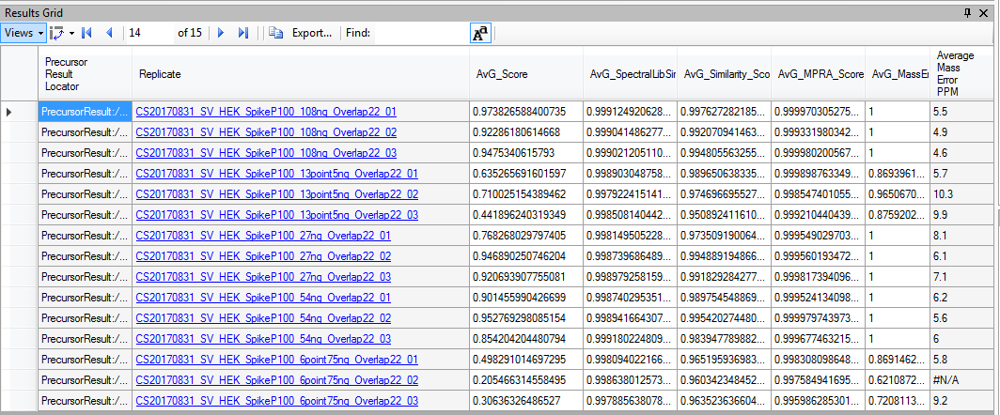 Results Grid
Views 14 of 15 Export... Find: Aa
Precursor Result Locator Replicate AvG_Score AvG_SpectralLibSir AvG_Similarity_Sco AvG_MPRA_Score AvG_MassEr Average Mass Error PPM
PrecursorResult:/... CS20170831_SV_HEK_SpikeP100_108ng_Overlap22_01 0.973826588400735 0.999124920628... 0.997627282185... 0.999970305275... 1 5.5
PrecursorResult:/... CS20170831_SV_HEK_SpikeP100_108ng_Overlap22_02 0.92286180614668 0.999041486277... 0.992070941463... 0.999331980342... 1 4.9
PrecursorResult:/... CS20170831_SV_HEK_SpikeP100_108ng_Overlap22_03 0.9475340615793 0.999021205110... 0.994805563255... 0.999980200567... 1 4.6
PrecursorResult:/... CS20170831_SV_HEK_SpikeP100_13point5ng_Overlap22_01 0.635265691601597 0.998903048758... 0.989650638335... 0.999898763349... 0.8693961... 5.7
PrecursorResult:/... CS20170831_SV_HEK_SpikeP100_13point5ng_Overlap22_02 0.710025154389462 0.997922415141... 0.974696695527... 0.998547401055... 0.9650670... 10.3
PrecursorResult:/... CS20170831_SV_HEK_SpikeP100_13point5ng_Overlap22_03 0.441896240319349 0.998508140442... 0.950892411610... 0.999210440439... 0.8759202... 9.9
PrecursorResult:/... CS20170831_SV_HEK_SpikeP100_27ng_Overlap22_01 0.768268029797405 0.998149505228... 0.973509190064... 0.999549029703... 1 8.1
PrecursorResult:/... CS20170831_SV_HEK_SpikeP100_27ng_Overlap22_02 0.946890250746204 0.998739686489... 0.994889194866... 0.999560193472... 1 6.1
PrecursorResult:/... CS20170831_SV_HEK_SpikeP100_27ng_Overlap22_03 0.920693907755081 0.998979258159... 0.991829284277... 0.999817394096... 1 7.1
PrecursorResult:/... CS20170831_SV_HEK_SpikeP100_54ng_Overlap22_01 0.901455990426699 0.998740295351... 0.989754548869... 0.999524134098... 1 6.2
PrecursorResult:/... CS20170831_SV_HEK_SpikeP100_54ng_Overlap22_02 0.952769298085154 0.998941664307... 0.995420274480... 0.999979743973... 1 5.6
PrecursorResult:/... CS20170831_SV_HEK_SpikeP100_54ng_Overlap22_03 0.854204204480794 0.999180224809... 0.983947789882... 0.999677463215... 1 6
PrecursorResult:/... CS20170831_SV_HEK_SpikeP100_6point75ng_Overlap22_01 0.498291014697295 0.998094022166... 0.965195936983... 0.998308098648... 0.8691462... 5.8
PrecursorResult:/... CS20170831_SV_HEK_SpikeP100_6point75ng_Overlap22_02 0.205466314558495 0.998638012573... 0.960342348452... 0.997584941695... 0.6210872... #N/A
PrecursorResult:/... CS20170831_SV_HEK_SpikeP100_6point75ng_Overlap22_03 0.30636326486527 0.997885638078... 0.963523636604... 0.995986285301... 0.7208113... 9.2